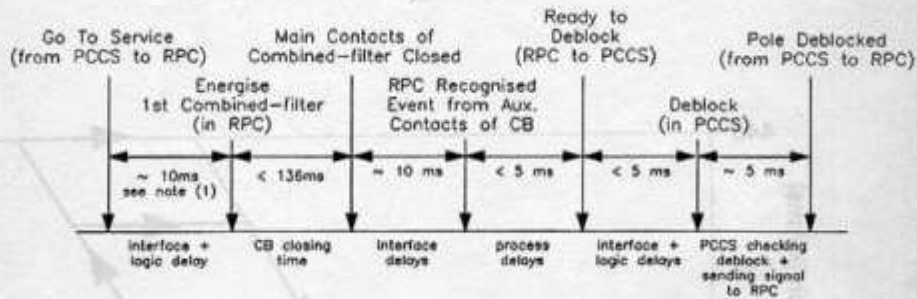 Go To Service
(from PCCS to RPC)
Main Contacts of
Combined-filter Closed
Ready to
Deblock
(RPC to PCCS)
Pole Deblocked
(from PCCS to RPC)
Energise
1st Combined-filter
(in RPC)
RPC Recognised
Event from Aux.
Contacts of CB
Deblock
(in PCCS)
~ 10ms
see note (1)
< 136ms
~ 10 ms
< 5 ms
< 5 ms
~ 5 ms
interface +
logic delay
CB closing
time
Interface
delays
process
delays
interface +
logic delays
PCCS checking
deblock +
sending signal
to RPC